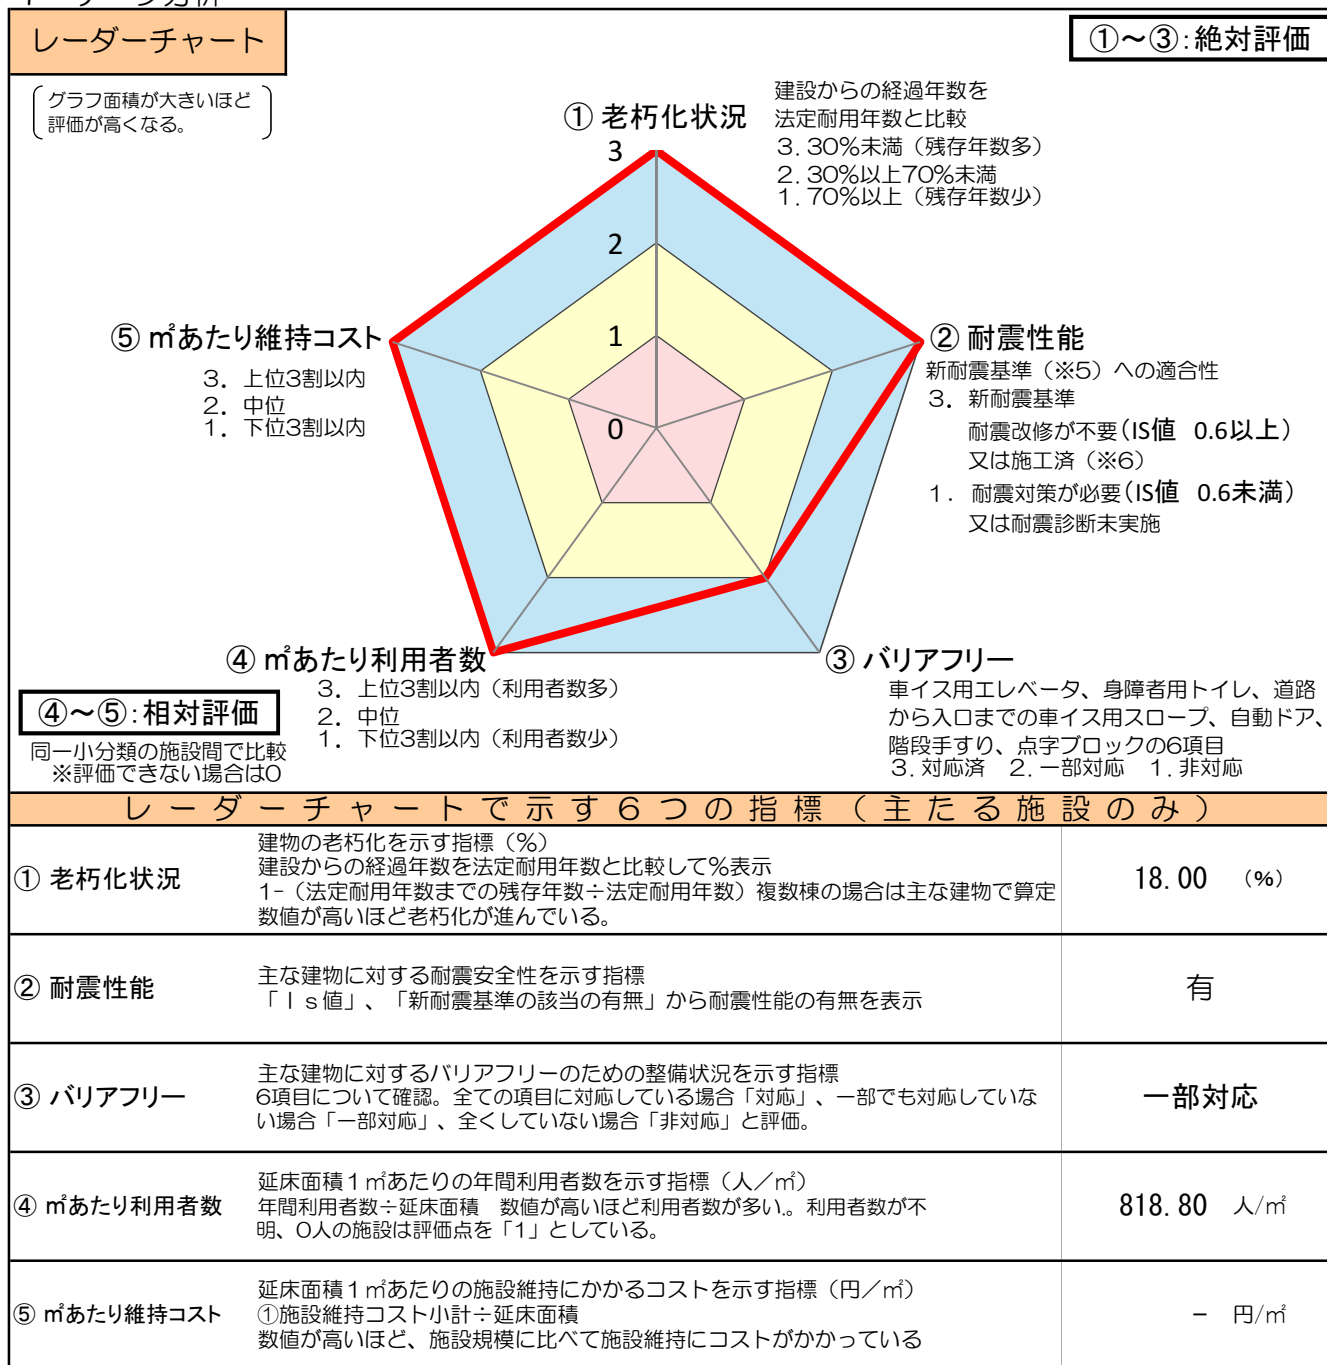 レーダーチャート
①～③：絶対評価
グラフ面積が大きいほど
評価が高くなる。
① 老朽化状況
建設からの経過年数を
法定耐用年数と比較
3．30％未満（残存年数多）
2．30％以上70％未満
1．70％以上（残存年数少）
3
2
1
0
⑤ ㎡あたり維持コスト
3．上位3割以内
2．中位
1．下位3割以内
② 耐震性能
新耐震基準（※5）への適合性
3．新耐震基準
耐震改修が不要（IS値　0.6以上）
又は施工済（※6）
1．耐震対策が必要（IS値　0.6未満）
又は耐震診断未実施
④ ㎡あたり利用者数
3．上位3割以内（利用者数多）
2．中位
1．下位3割以内（利用者数少）
③ バリアフリー
車イス用エレベータ、身障者用トイレ、道路
から入口までの車イス用スロープ、自動ドア、
階段手すり、点字ブロックの6項目
3．対応済　2．一部対応　1．非対応
④～⑤：相対評価
同一小分類の施設間で比較
※評価できない場合は0
レーダーチャートで示す６つの指標（主たる施設のみ）
① 老朽化状況
建物の老朽化を示す指標（％）
建設からの経過年数を法定耐用年数と比較して％表示
1-（法定耐用年数までの残存年数÷法定耐用年数）複数棟の場合は主な建物で算定
数値が高いほど老朽化が進んでいる。
18.00　（%）
② 耐震性能
主な建物に対する耐震安全性を示す指標
「Ｉｓ値」、「新耐震基準の該当の有無」から耐震性能の有無を表示
有
③ バリアフリー
主な建物に対するバリアフリーのための整備状況を示す指標
6項目について確認。全ての項目に対応している場合「対応」、一部でも対応していな
い場合「一部対応」、全くしていない場合「非対応」と評価。
一部対応
④ ㎡あたり利用者数
延床面積１㎡あたりの年間利用者数を示す指標（人／㎡）
年間利用者数÷延床面積　数値が高いほど利用者数が多い。利用者数が不
明、0人の施設は評価点を「1」としている。
818.80　人/㎡
⑤ ㎡あたり維持コスト
延床面積１㎡あたりの施設維持にかかるコストを示す指標（円／㎡）
①施設維持コスト小計÷延床面積
数値が高いほど、施設規模に比べて施設維持にコストがかかっている
-　円/㎡